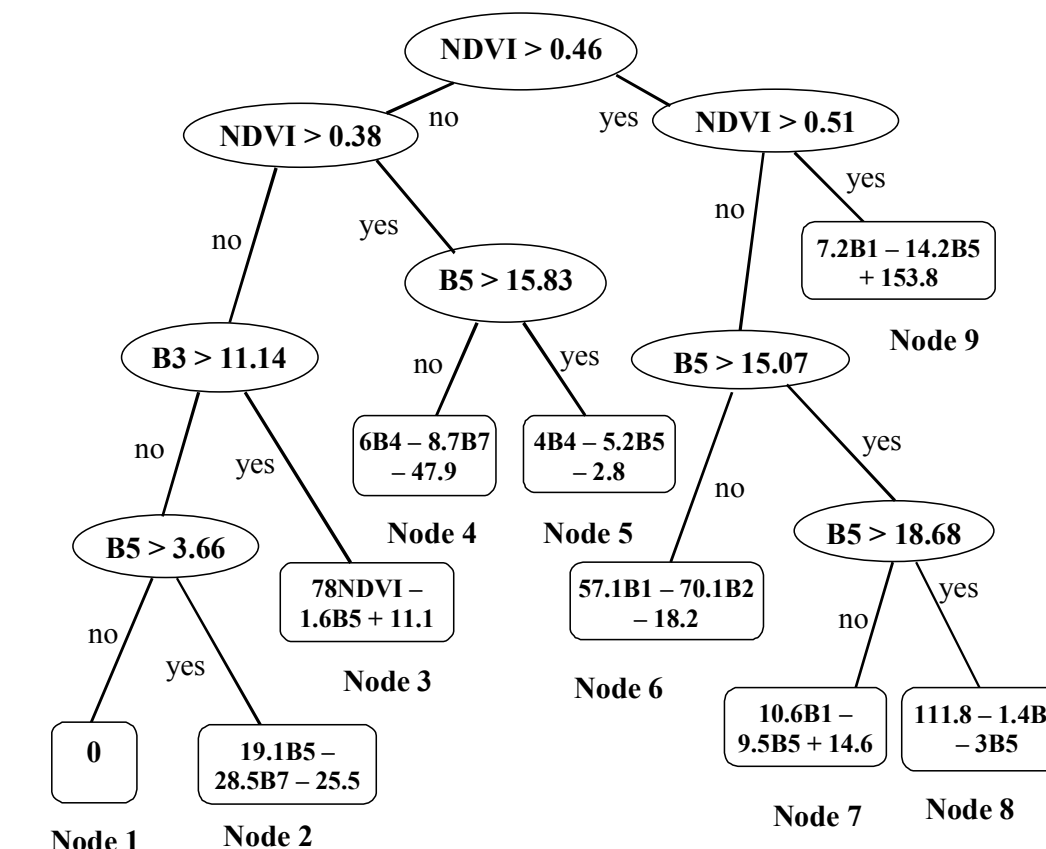 NDVI > 0.46
no
yes
NDVI > 0.38
NDVI > 0.51
no
yes
no
yes
7.2B1 – 14.2B5
+ 153.8
Node 9
B5 > 15.83
B3 > 11.14
no
yes
B5 > 15.07
6B4 – 8.7B7
– 47.9
Node 4
4B4 – 5.2B5
– 2.8
Node 5
no
yes
no
yes
B5 > 3.66
78NDVI –
1.6B5 + 11.1
Node 3
57.1B1 – 70.1B2
– 18.2
Node 6
B5 > 18.68
no
yes
no
yes
0
Node 1
19.1B5 –
28.5B7 – 25.5
Node 2
10.6B1 –
9.5B5 + 14.6
Node 7
111.8 – 1.4B
– 3B5
Node 8